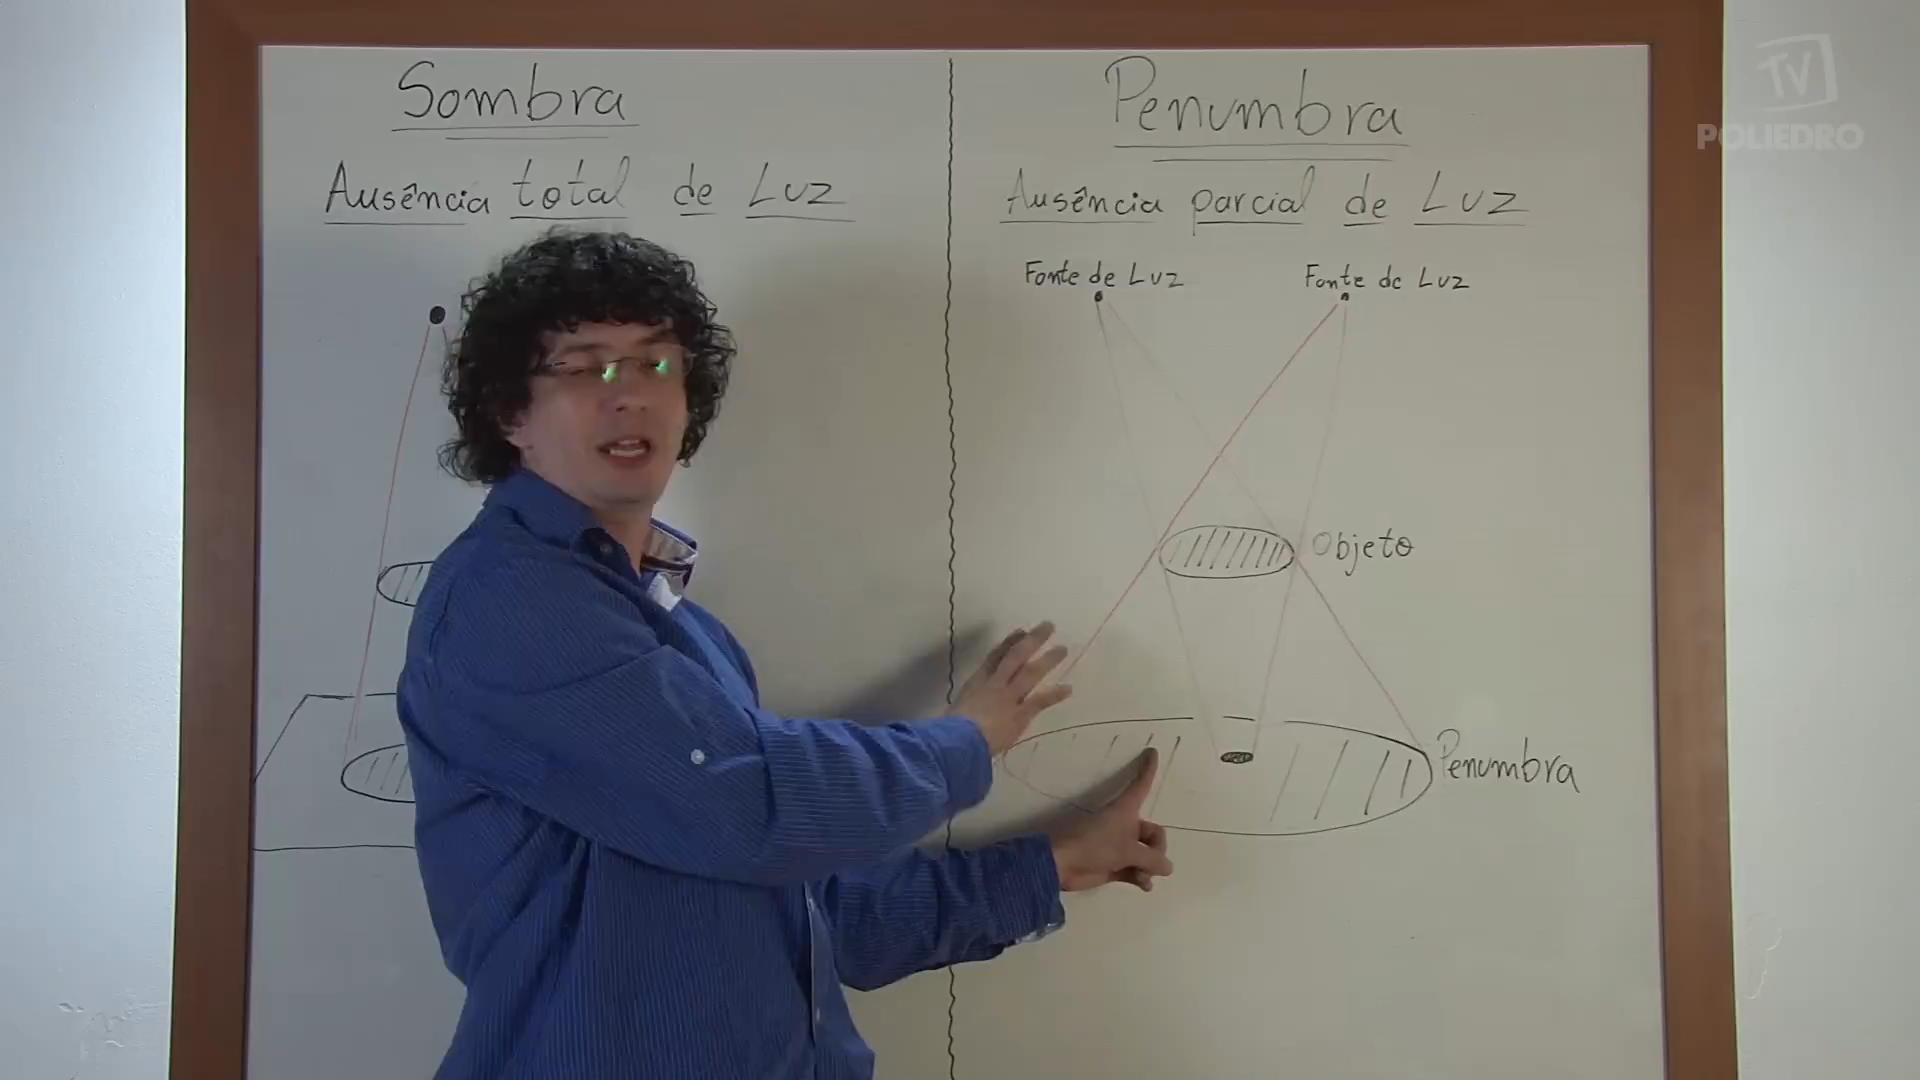 Sombra
Ausência total de Luz
Penumbra
Ausência parcial de Luz
Fonte de Luz
Fonte de Luz
Objeto
Penumbra
TV
POLIEDRO